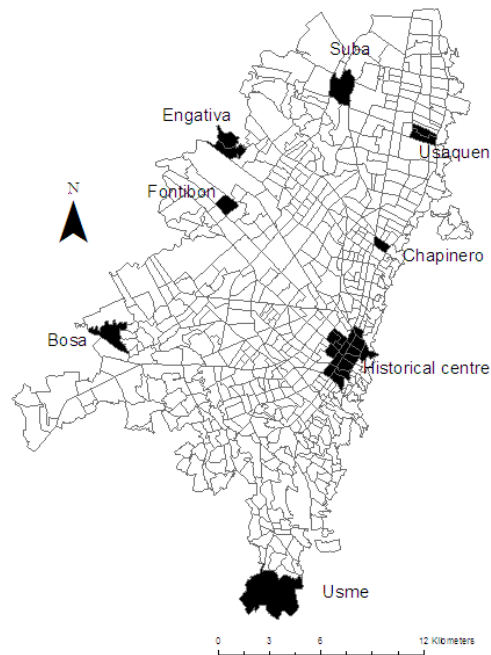 Suba
Engativa
Usaquen
Fontibon
N
Chapinero
Bosa
Historical centre
Usme
0 3 6 12 Kilometers